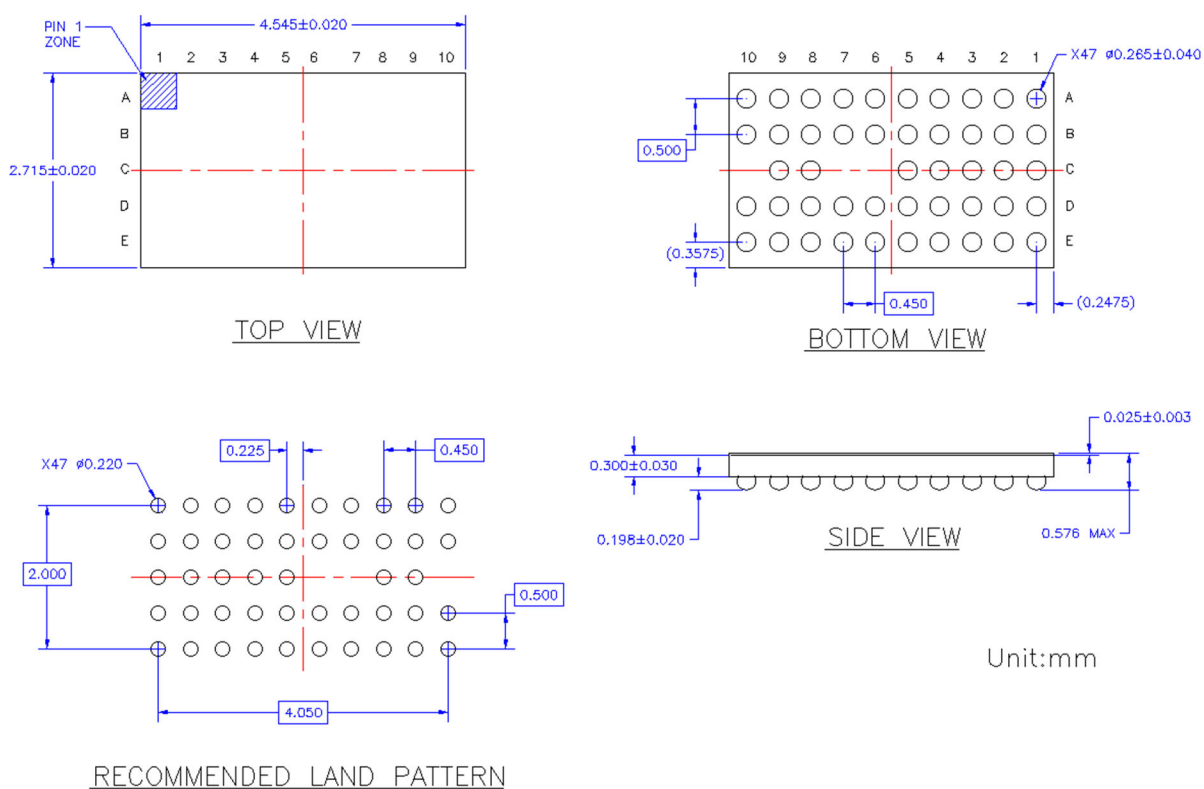 PIN 1
ZONE
4.545±0.020
1 2 3 4 5 6 7 8 9 10
A
B
C
D
E
2.715±0.020
TOP VIEW
10 9 8 7 6 5 4 3 2 1
X47 ø0.265±0.040
A
B
C
D
E
0.500
(0.3575)
0.450
(0.2475)
BOTTOM VIEW
0.225
0.450
X47 ø0.220
2.000
0.500
4.050
RECOMMENDED LAND PATTERN
0.025±0.003
0.300±0.030
0.198±0.020
0.576 MAX
SIDE VIEW
Unit:mm